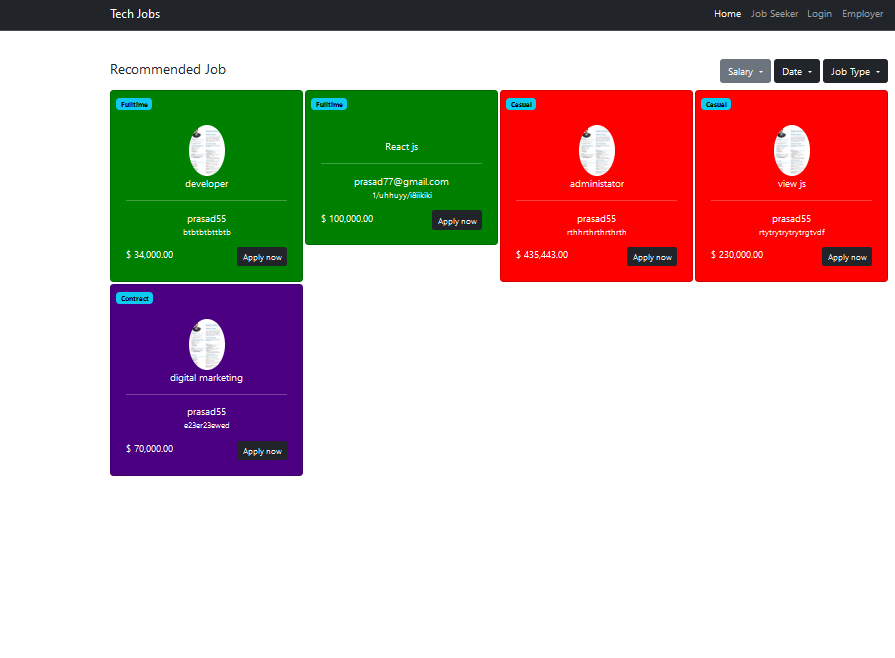 Tech Jobs
Home Job Seeker Login Employer
Recommended Job
Salary Date Job Type
Fulltime
developer
prasad55
btbtbtbttbtb
$ 34,000.00 Apply now
Fulltime
React js
prasad77@gmail.com
1/uhhuyy/i8iikiki
$ 100,000.00 Apply now
Casual
administator
prasad55
rthhrthrthrthrth
$ 435,443.00 Apply now
Casual
view js
prasad55
rtytrytrytrytrgtvdf
$ 230,000.00 Apply now
Contract
digital marketing
prasad55
e23er23ewed
$ 70,000.00 Apply now